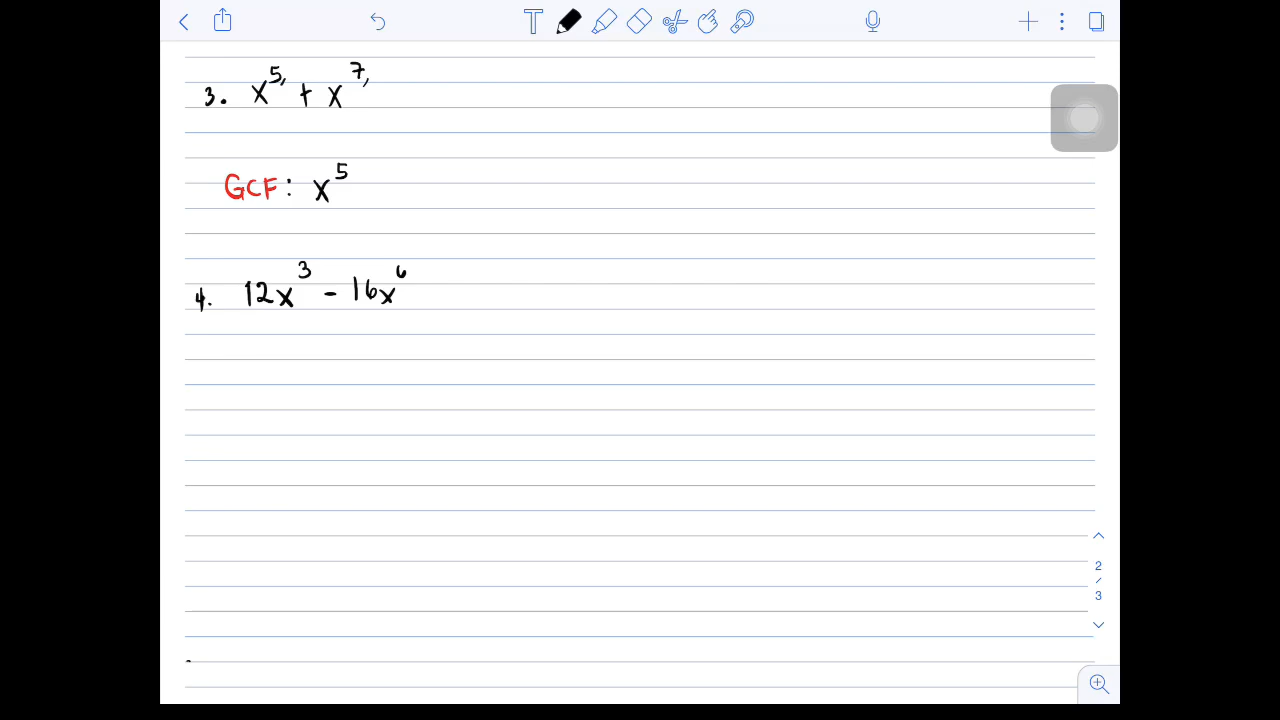 3. x^5, + x^7,
GCF: x^5
4. 12x^3 - 16x^6
2
/
3